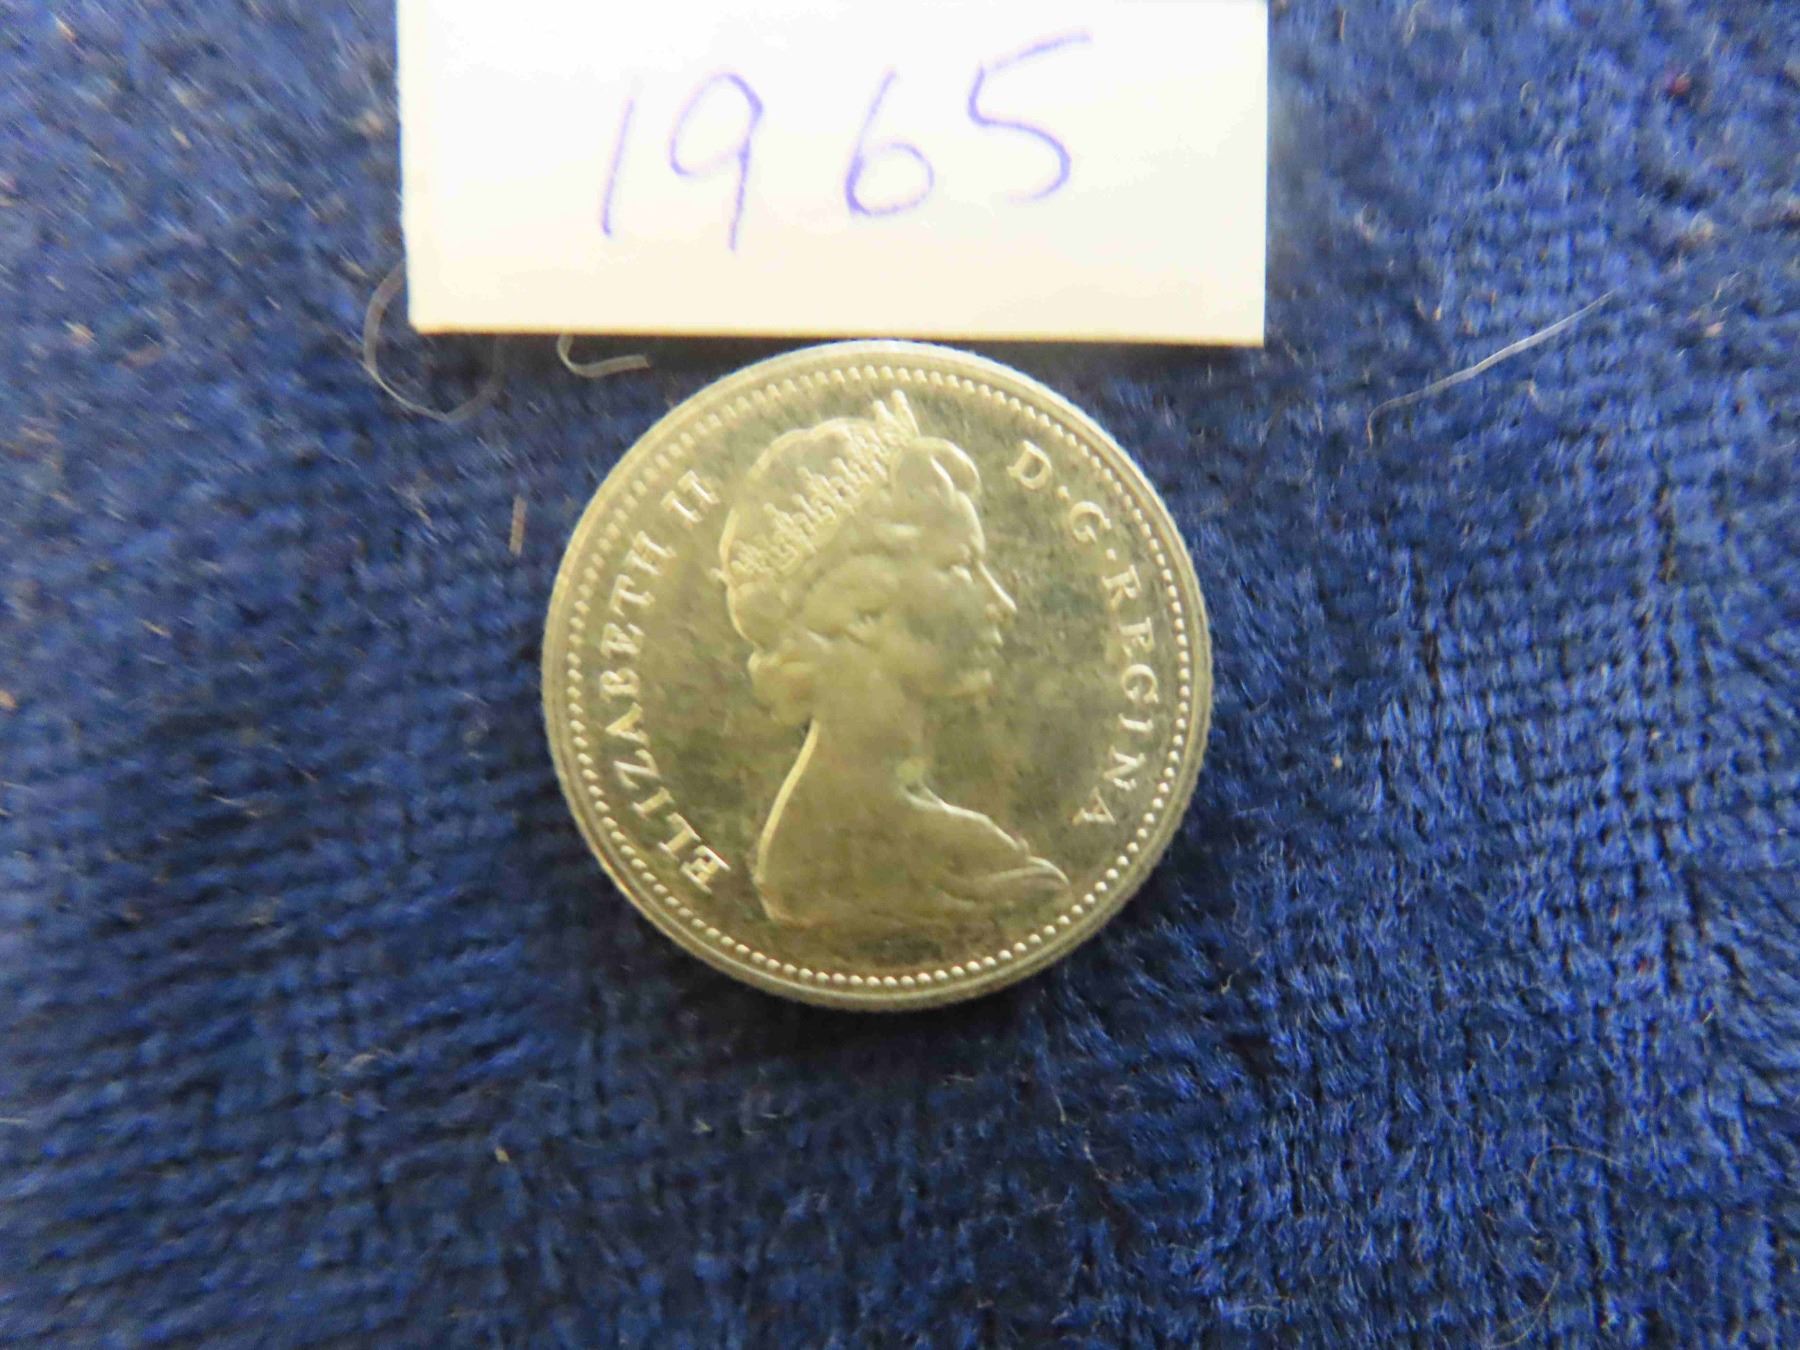 1965
ELIZABETH II D·G·REGINA